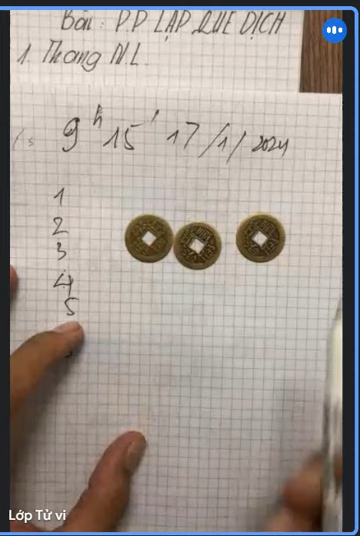 Bài: P.P LẬP QUẺ DỊCH
1. Thang N.L.
9h 15' 17/1/2024
1
2
3
4
5
Lớp Tử vi